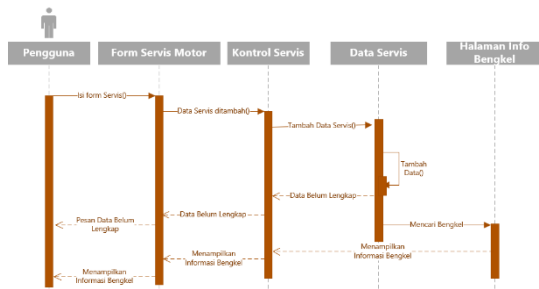 Pengguna
Form Servis Motor
Kontrol Servis
Data Servis
Halaman Info
Bengkel
Isi form Servis()
Data Servis ditambah()
Tambah Data Servis()
Tambah
Data()
Data Belum Lengkap
Data Belum Lengkap
Pesan Data Belum
Lengkap
Mencari Bengkel
Menampilkan
Informasi Bengkel
Menampilkan
Informasi Bengkel
Menampilkan
Informasi Bengkel